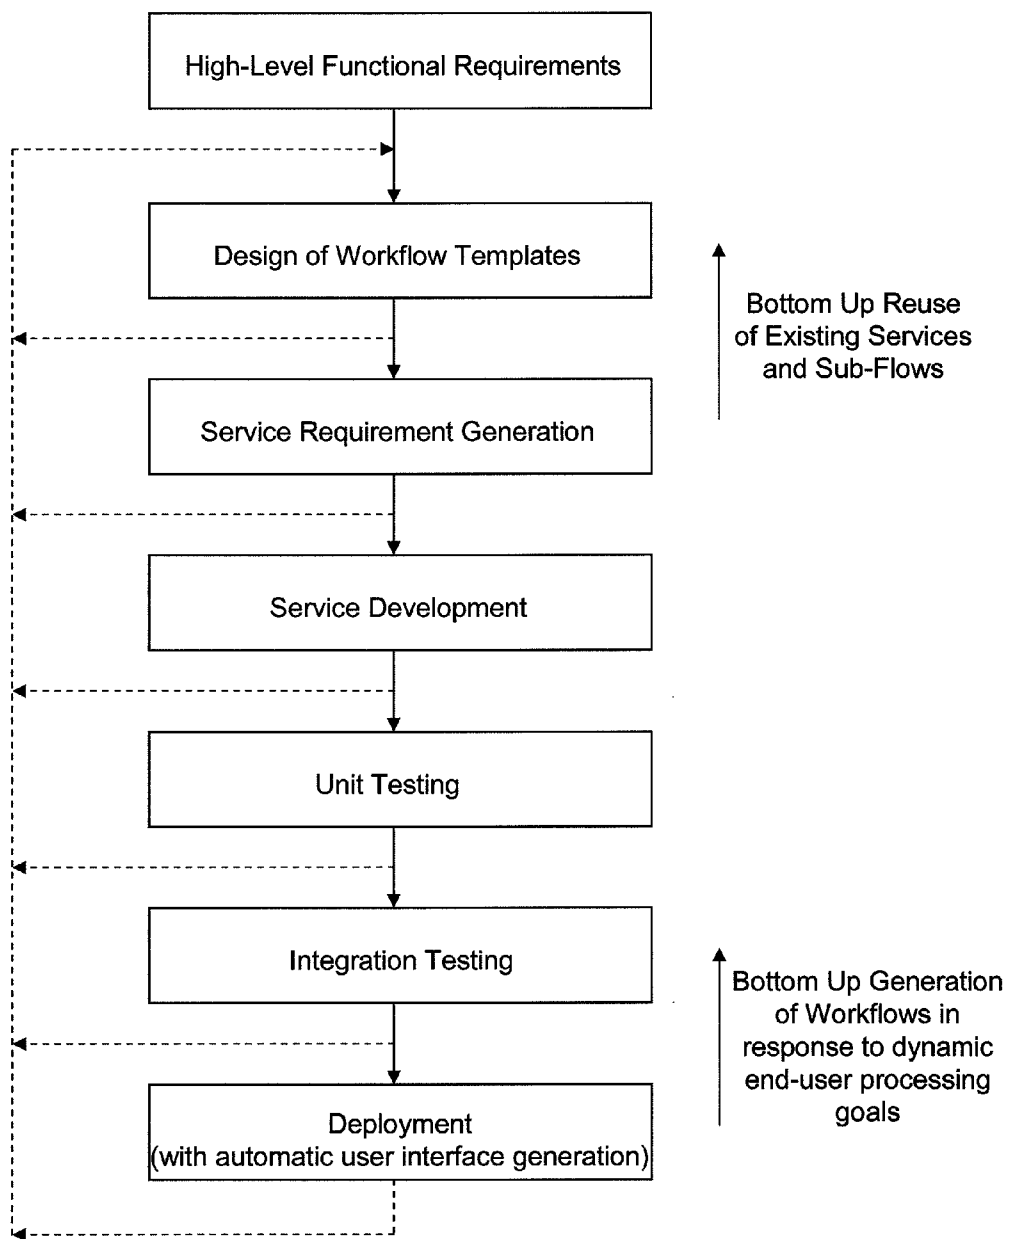 High-Level Functional Requirements
Design of Workflow Templates
Bottom Up Reuse
of Existing Services
and Sub-Flows
Service Requirement Generation
Service Development
Unit Testing
Integration Testing
Bottom Up Generation
of Workflows in
response to dynamic
end-user processing
goals
Deployment
(with automatic user interface generation)